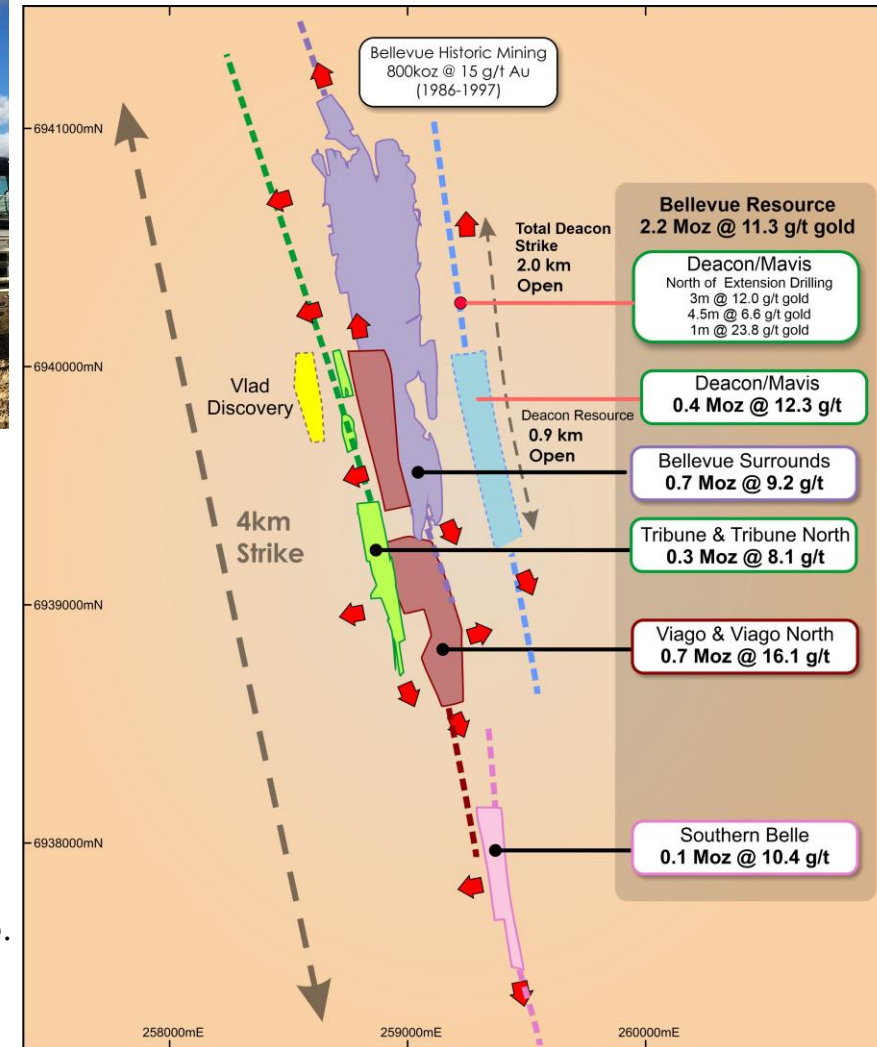 Bellevue Historic Mining
800koz @ 15 g/t Au
(1986-1997)
6941000mN
Bellevue Resource
2.2 Moz @ 11.3 g/t gold
Total Deacon
Strike
2.0 km
Open
Deacon/Mavis
North of Extension Drilling
3m @ 12.0 g/t gold
4.5m @ 6.6 g/t gold
1m @ 23.8 g/t gold
6940000mN
Vlad
Discovery
Deacon/Mavis
0.4 Moz @ 12.3 g/t
Deacon Resource
0.9 km
Open
Bellevue Surrounds
0.7 Moz @ 9.2 g/t
4km
Strike
Tribune & Tribune North
0.3 Moz @ 8.1 g/t
6939000mN
Viago & Viago North
0.7 Moz @ 16.1 g/t
6938000mN
Southern Belle
0.1 Moz @ 10.4 g/t
258000mE
259000mE
260000mE